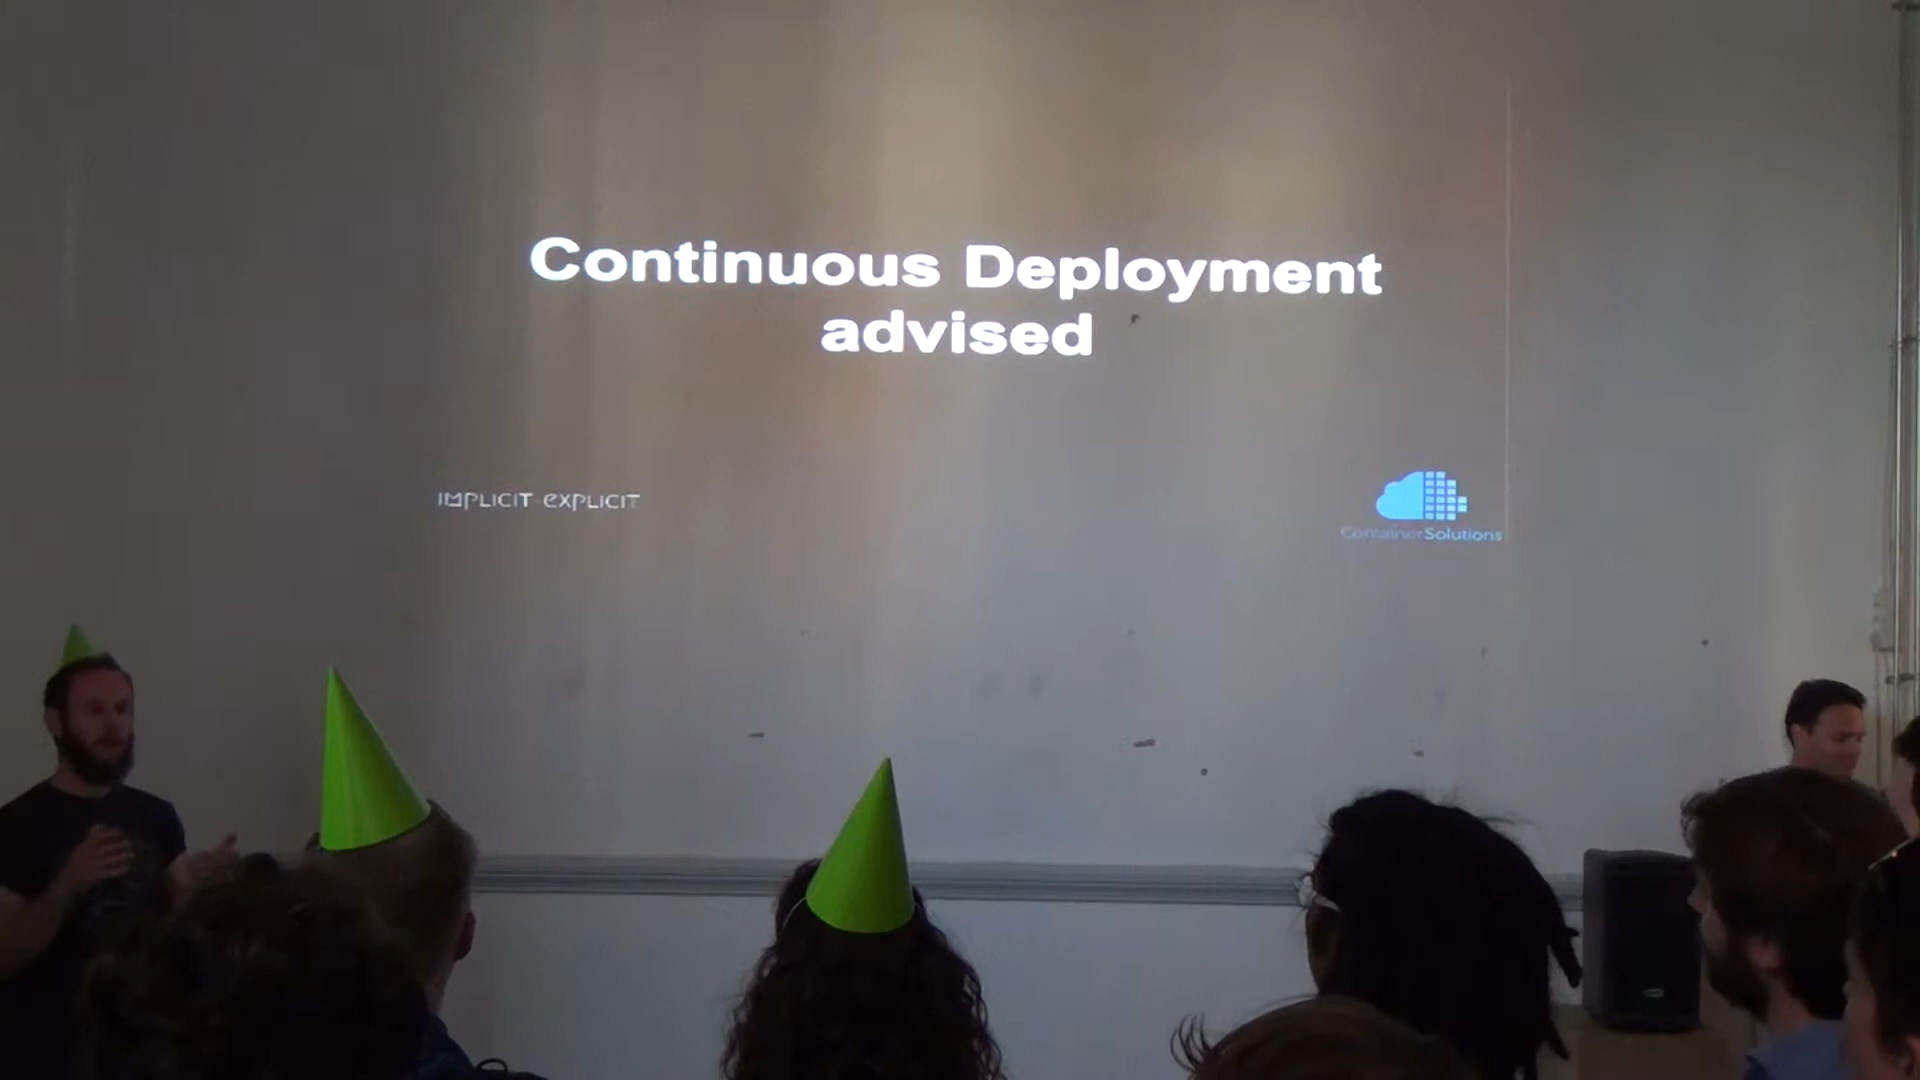 Continuous Deployment
advised
IMPLICIT-EXPLICIT
ContainerSolutions